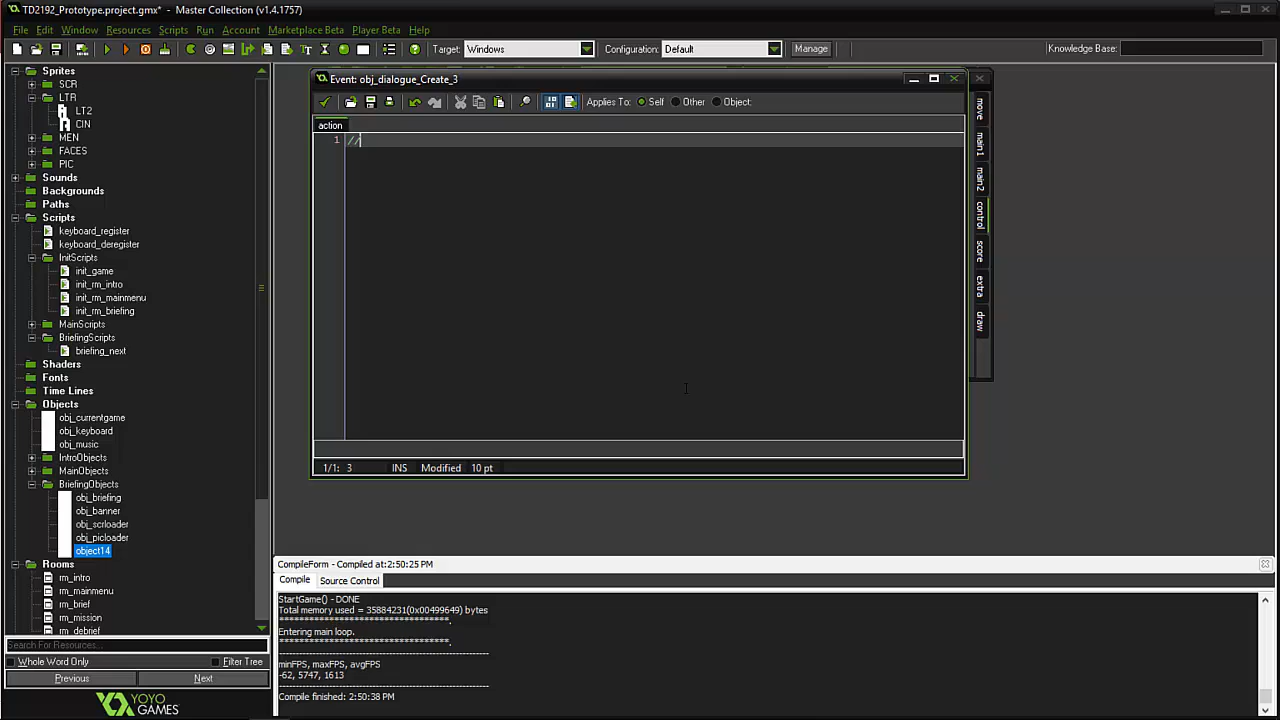 TD2192_Prototype.project.gmx* - Master Collection (v1.4.1757)
File Edit Window Resources Scripts Run Account Marketplace Beta Player Beta Help
Target: Windows Configuration: Default Manage Knowledge Base:
Sprites
SCR
LTR
LT2
CIN
MEN
FACES
PIC
Sounds
Backgrounds
Paths
Scripts
keyboard_register
keyboard_deregister
InitScripts
init_game
init_rm_intro
init_rm_mainmenu
init_rm_briefing
MainScripts
BriefingScripts
briefing_next
Shaders
Fonts
Time Lines
Objects
obj_currentgame
obj_keyboard
obj_music
IntroObjects
MainObjects
BriefingObjects
obj_briefing
obj_banner
obj_scrloader
obj_picloader
object14
Rooms
rm_intro
rm_mainmenu
rm_brief
rm_mission
rm_debrief
Search For Resources...
Whole Word Only Filter Tree
Previous Next
YOYO
GAMES
Event: obj_dialogue_Create_3
Applies To: Self Other Object:
action
1 //
1/1: 3 INS Modified 10 pt
move
main1
main2
control
score
extra
draw
CompileForm - Compiled at:2:50:25 PM
Compile Source Control
StartGame() - DONE
Total memory used = 35884231(0x00499649) bytes
**********************************.
Entering main loop.
**********************************.
-------------------------------------------------------
minFPS, maxFPS, avgFPS
-62, 5747, 1613
-------------------------------------------------------
Compile finished: 2:50:38 PM